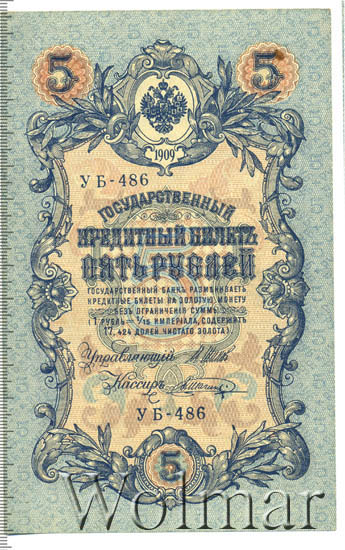 5 5
1909
УБ-486
ГОСУДАРСТВЕННЫЙ
КРЕДИТНЫЙ БИЛЕТЪ
ПЯТЬ РУБЛЕЙ
ГОСУДАРСТВЕННЫЙ БАНКЪ РАЗМѢНИВАЕТЪ
КРЕДИТНЫЕ БИЛЕТЫ НА ЗОЛОТУЮ МОНЕТУ
БЕЗЪ ОГРАНИЧЕНІЯ СУММЫ
(1 РУБЛЬ = 1/15 ИМПЕРІАЛА, СОДЕРЖИТЪ
17,424 ДОЛЕЙ ЧИСТАГО ЗОЛОТА).
Управляющій
Кассиръ
УБ-486
5
Wolmar